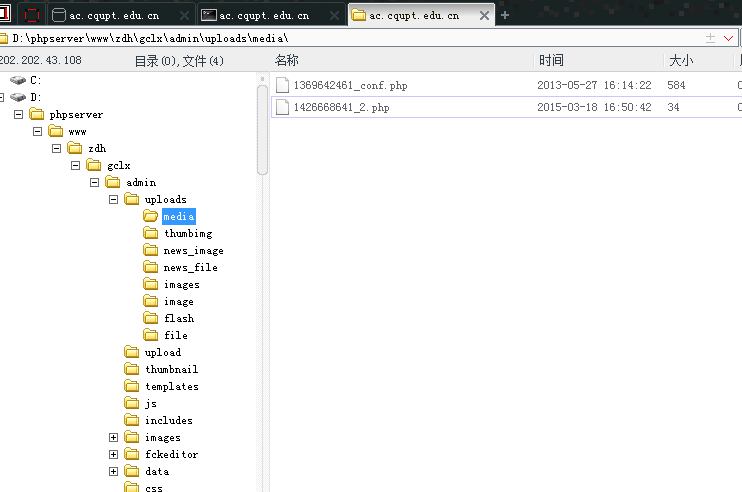 ac.cqupt.edu.cn ac.cqupt.edu.cn ac.cqupt.edu.cn
D:\phpserver\www\zdh\gclx\admin\uploads\media\
202.202.43.108 目录(0),文件(4) 名称 时间 大小
C: 1369642461_conf.php 2013-05-27 16:14:22 584
D: 1426668641_2.php 2015-03-18 16:50:42 34
phpserver
www
zdh
gclx
admin
uploads
media
thumbimg
news_image
news_file
images
image
flash
file
upload
thumbnail
templates
js
includes
images
fckeditor
data
css